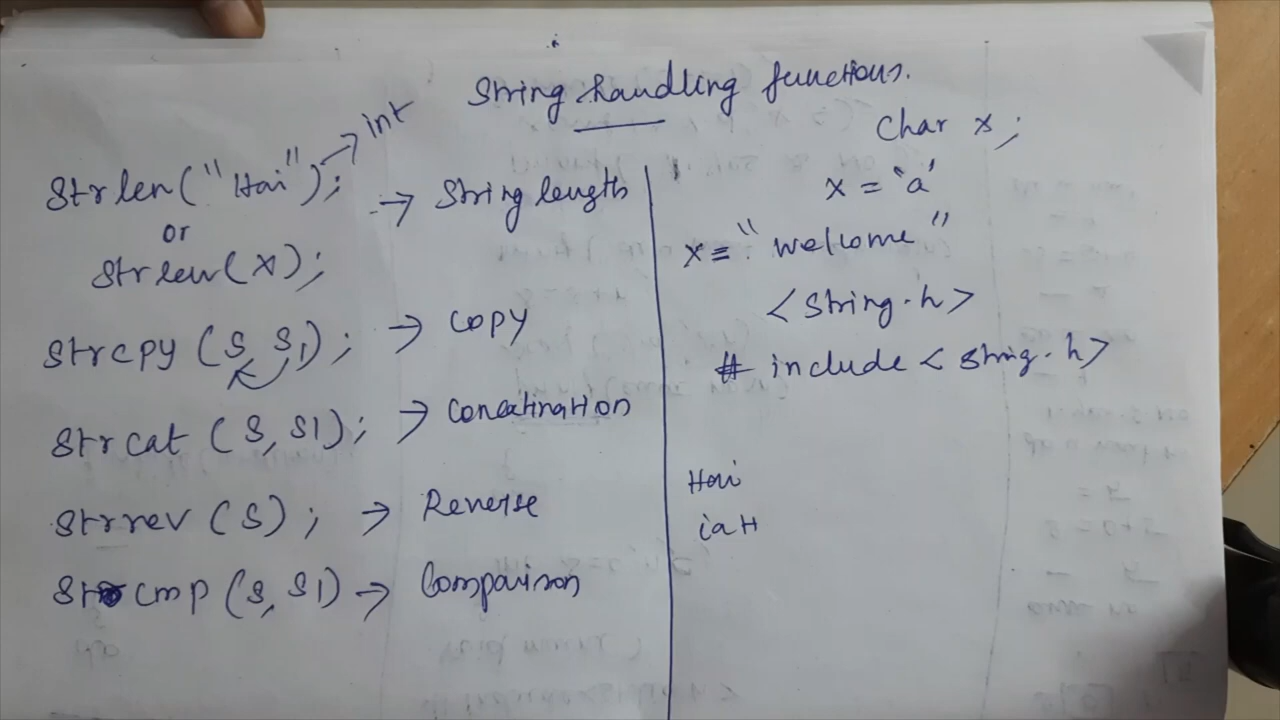 String handling functions.
Strlen("Hai"); → int → String length
or
Strlen(x);
Strcpy (S, S1); → Copy
Strcat (S, S1); → Concatination
Strrev (S); → Reverse
Strcmp (S, S1) → Comparison
Char x;
x = 'a'
x = "welcome"
<String.h>
# include <String.h>
Hai
iaH